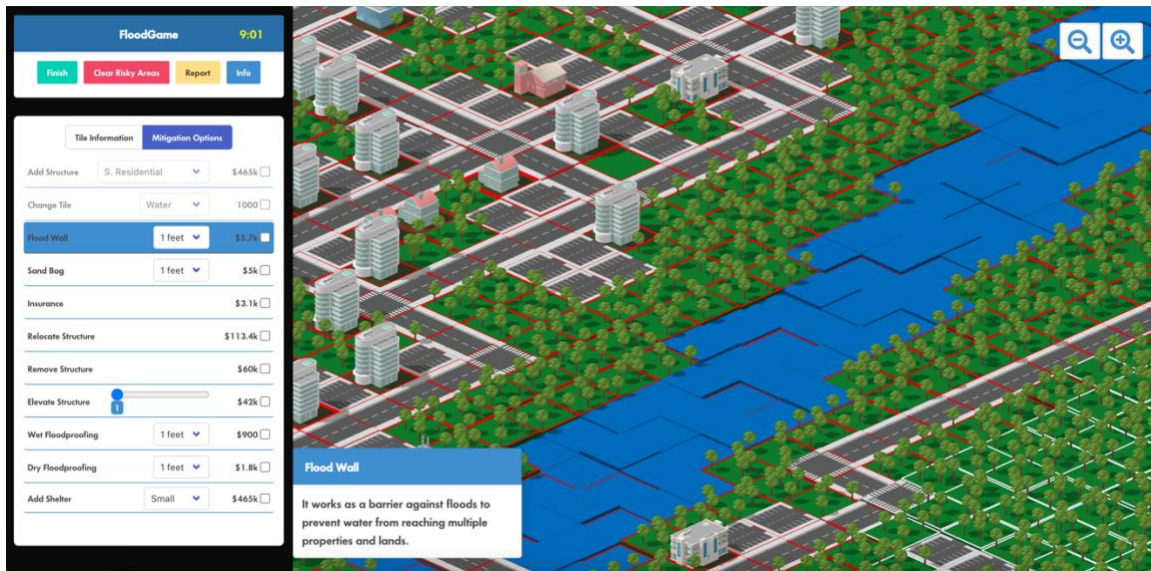 FloodGame 9:01
Finish Clear Risky Areas Report Info
Tile Information Mitigation Options
Add Structure S. Residential $465k
Change Tile Water 1000
Flood Wall 1 feet $5.7k
Sand Bag 1 feet $5k
Insurance $3.1k
Relocate Structure $113.4k
Remove Structure $60k
Elevate Structure 1 $42k
Wet Floodproofing 1 feet $900
Dry Floodproofing 1 feet $1.8k
Add Shelter Small $465k
Flood Wall
It works as a barrier against floods to
prevent water from reaching multiple
properties and lands.